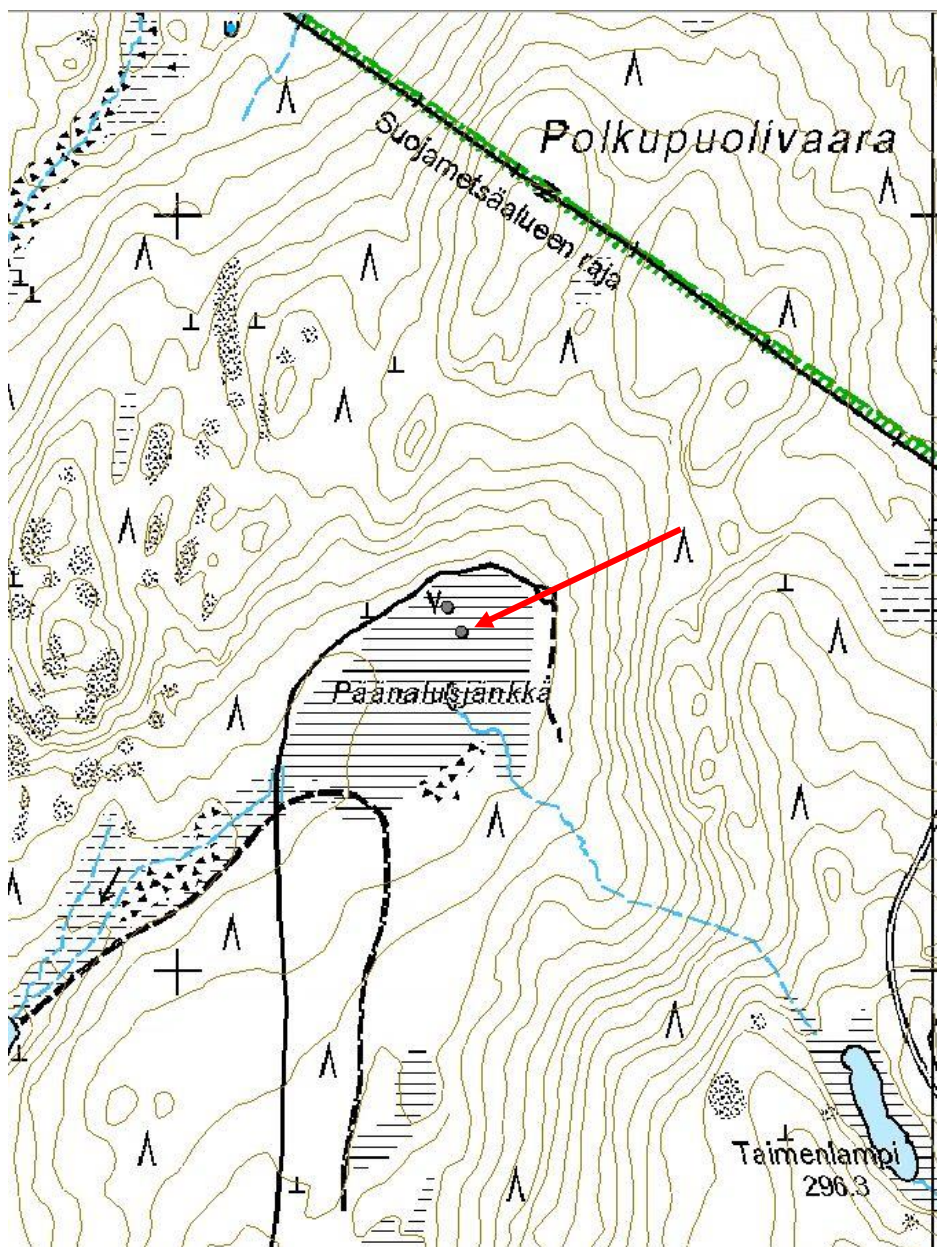 Polkupuolivaara
Suojametsäalueen raja
V
Päänalusjänkkä
Taimenlampi
296.3